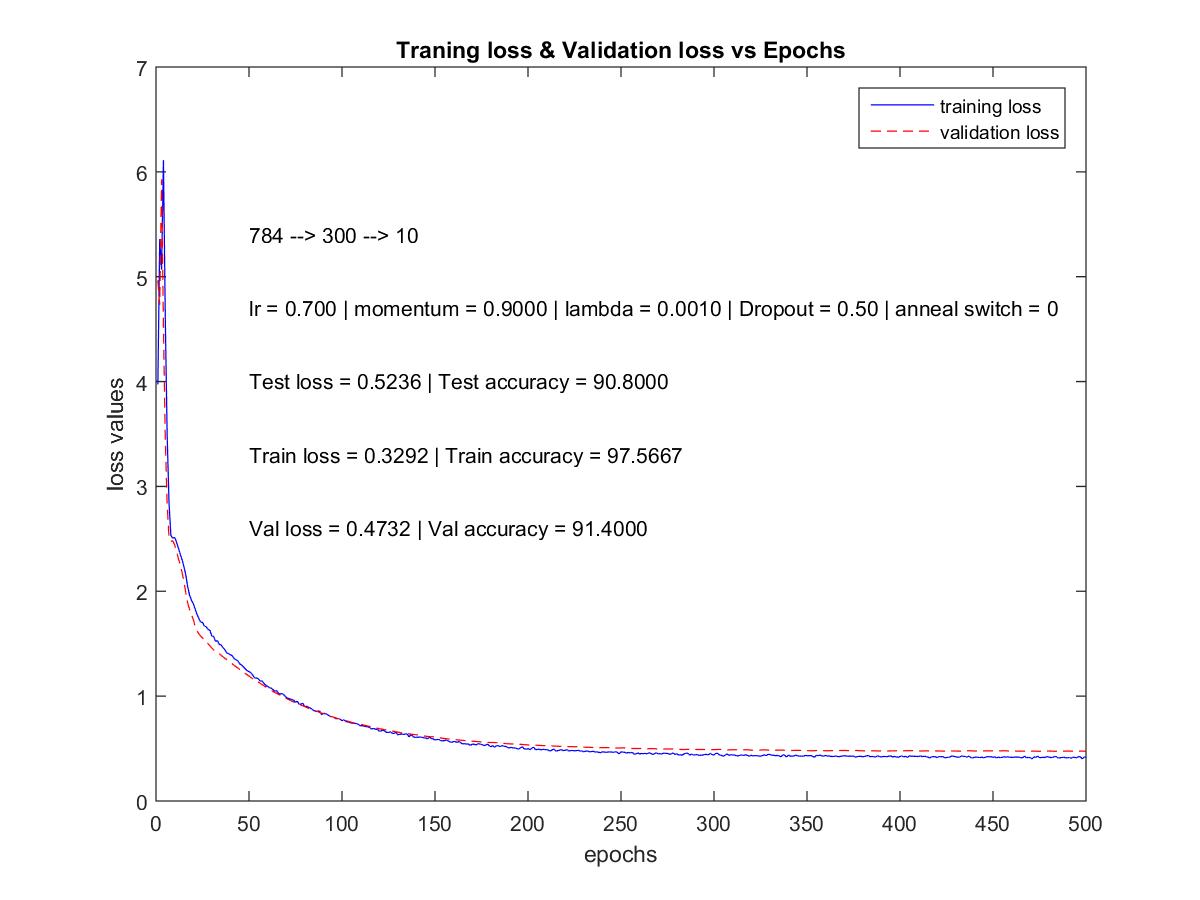 Traning loss & Validation loss vs Epochs
7
training loss
validation loss
6
784 --> 300 --> 10
5
lr = 0.700 | momentum = 0.9000 | lambda = 0.0010 | Dropout = 0.50 | anneal switch = 0
4
Test loss = 0.5236 | Test accuracy = 90.8000
loss values
Train loss = 0.3292 | Train accuracy = 97.5667
3
Val loss = 0.4732 | Val accuracy = 91.4000
2
1
0
0 50 100 150 200 250 300 350 400 450 500
epochs